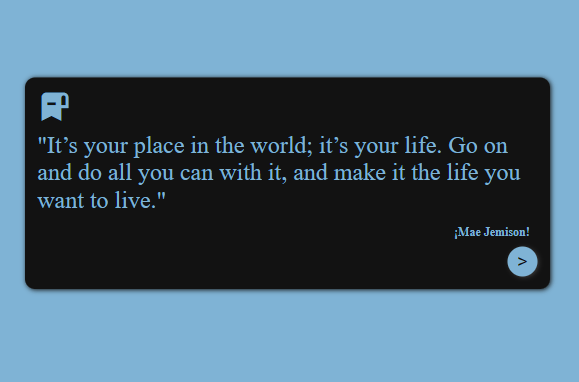 "It’s your place in the world; it’s your life. Go on
and do all you can with it, and make it the life you
want to live."
¡Mae Jemison!
>